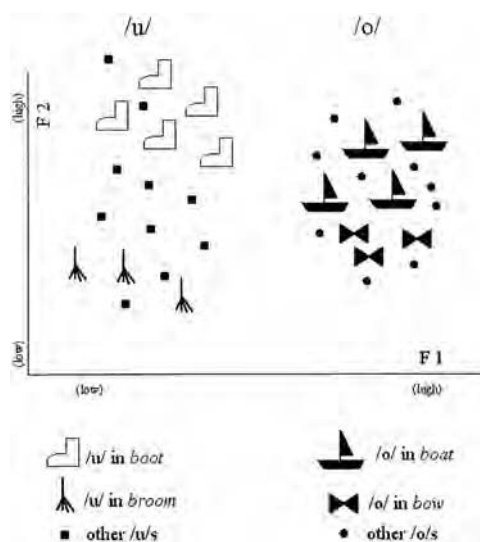 /u/ /o/
(high)
F 2
(low)
F 1
(low) (high)
/u/ in boot /o/ in boat
/u/ in broom /o/ in bow
other /u/s other /o/s